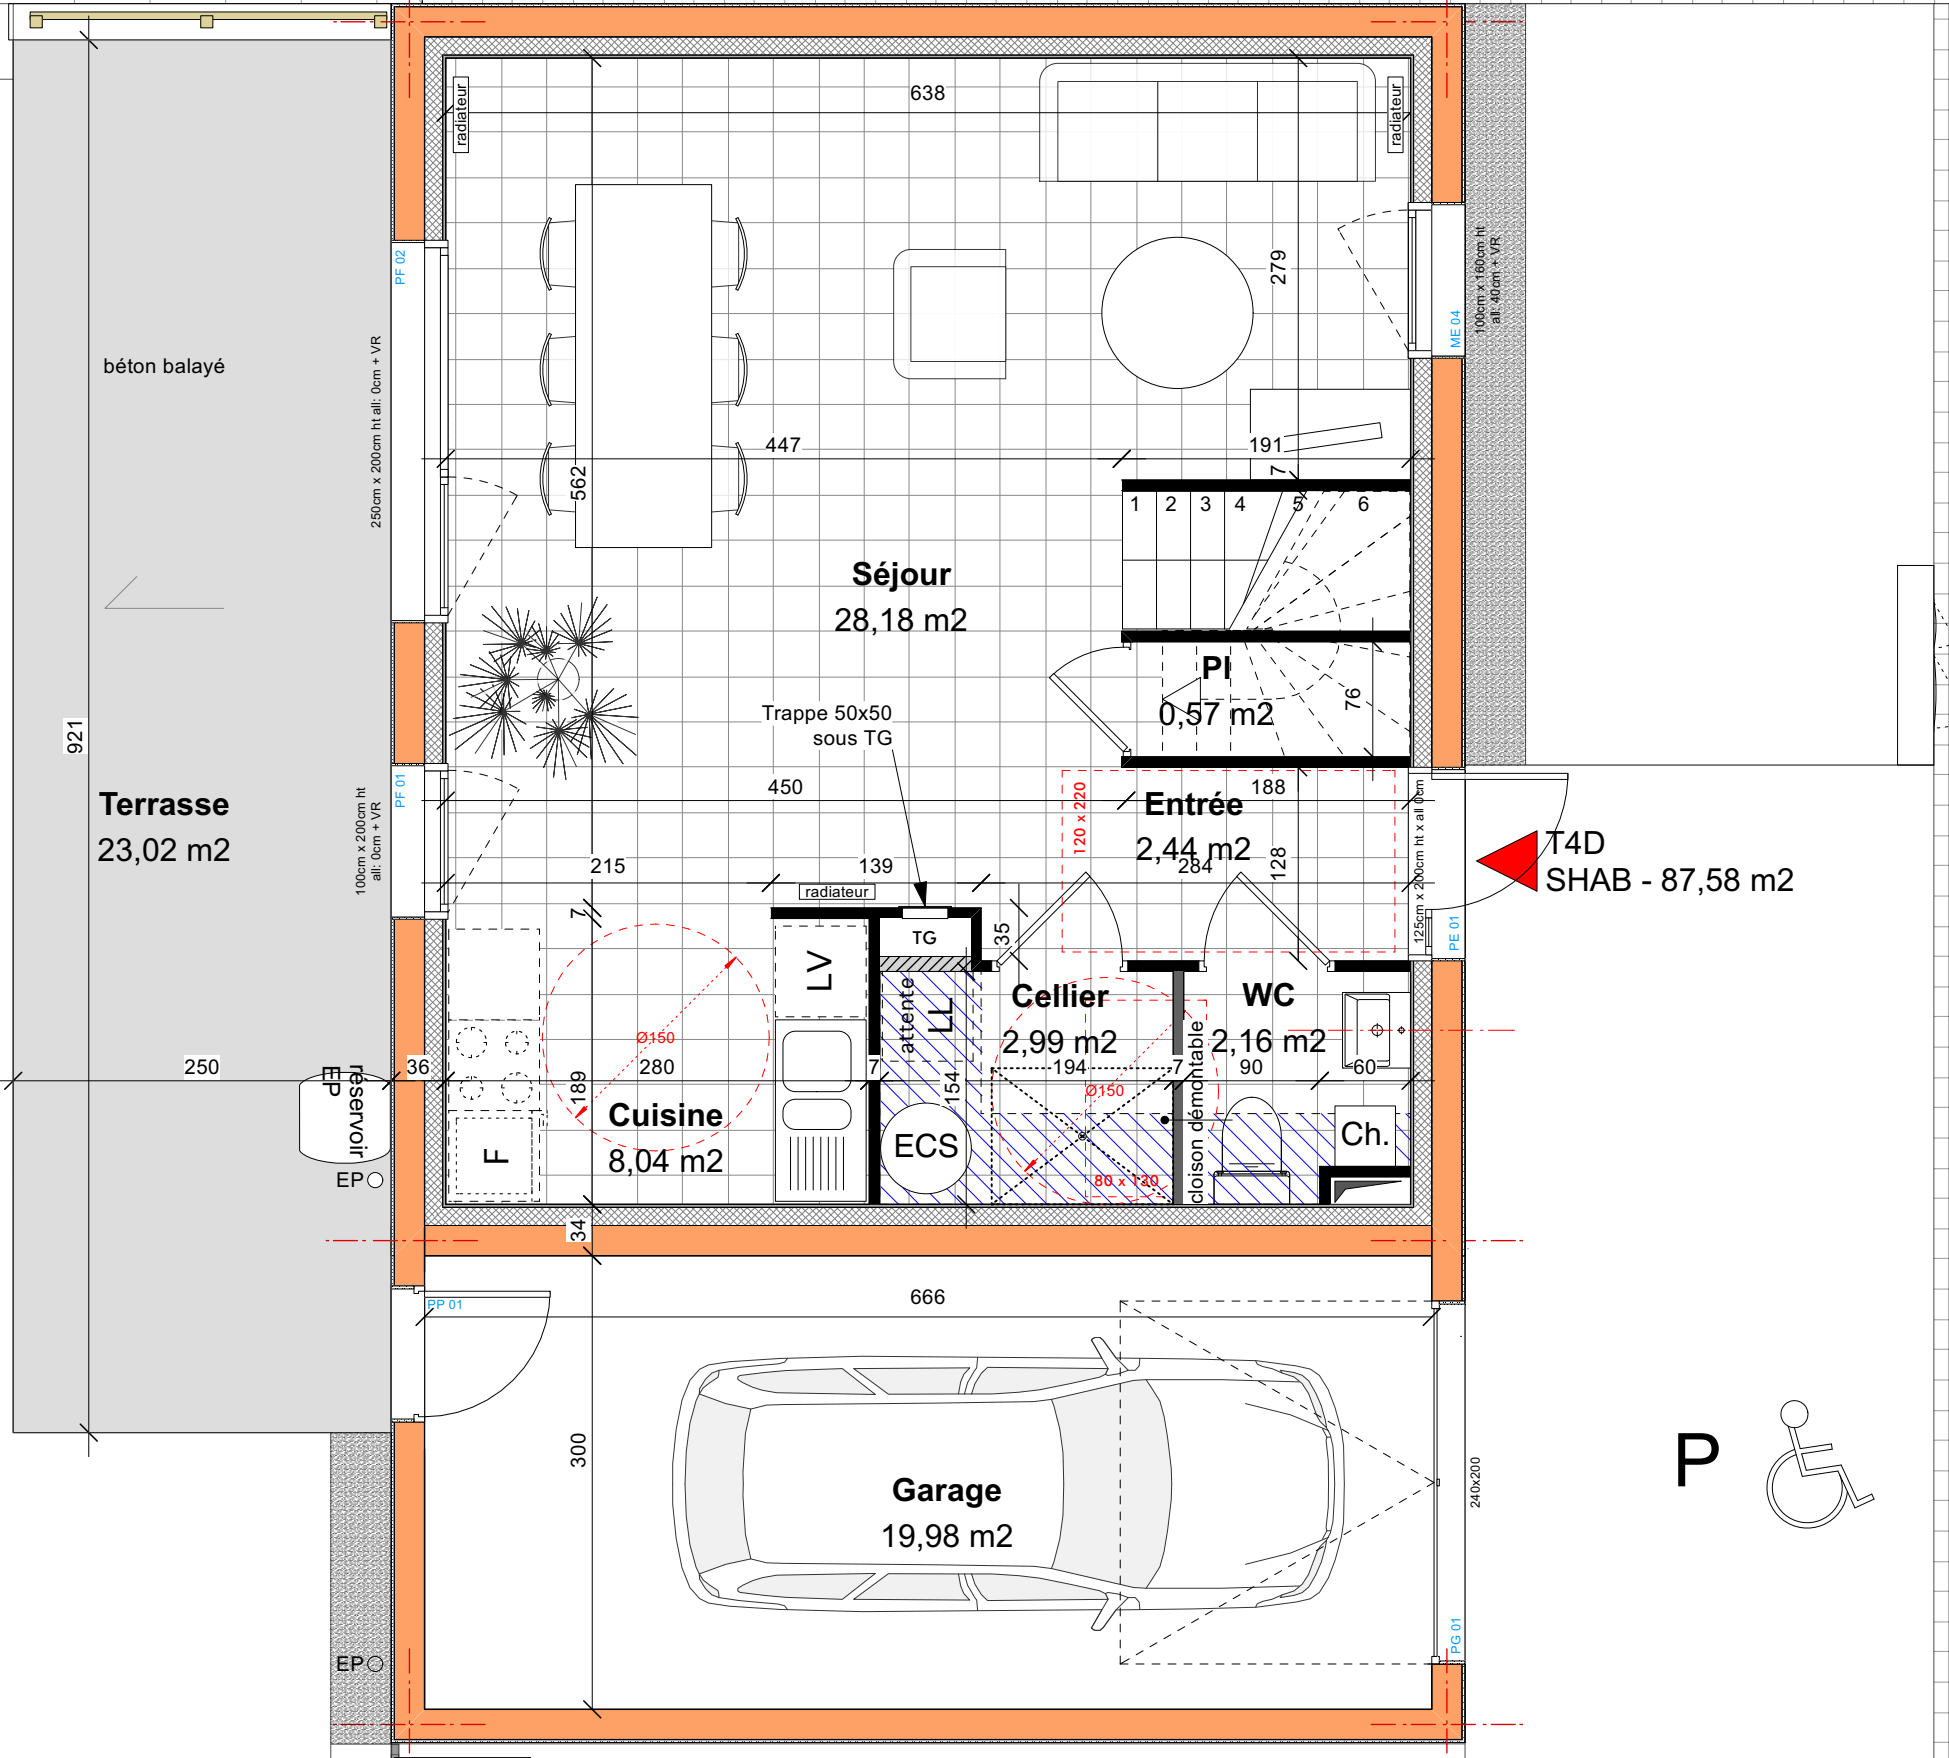 radiateur
638
radiateur
PF 02
250cm x 200cm ht all: 0cm + VR
279
100cm x 160cm ht
all: 40cm + VR
ME 04
béton balayé
447
191
562
7
1
2
3
4
5
6
Séjour
28,18 m2
Pl
0,57 m2
76
Trappe 50x50
sous TG
921
Terrasse
23,02 m2
PF 01
100cm x 200cm ht
all: 0cm + VR
450
188
120 x 220
Entrée
2,44 m2
284
128
125cm x 200cm ht x all 0cm
PE 01
T4D
SHAB - 87,58 m2
215
139
radiateur
7
TG
35
LV
attente
LL
Cellier
2,99 m2
WC
2,16 m2
cloison démontable
Ø150
250
36
280
7
194
7
90
60
189
154
Ø150
réservoir
EP
Cuisine
8,04 m2
F
ECS
Ch.
80 x 130
EP
34
PP 01
666
300
Garage
19,98 m2
240x200
P
PG 01
EP